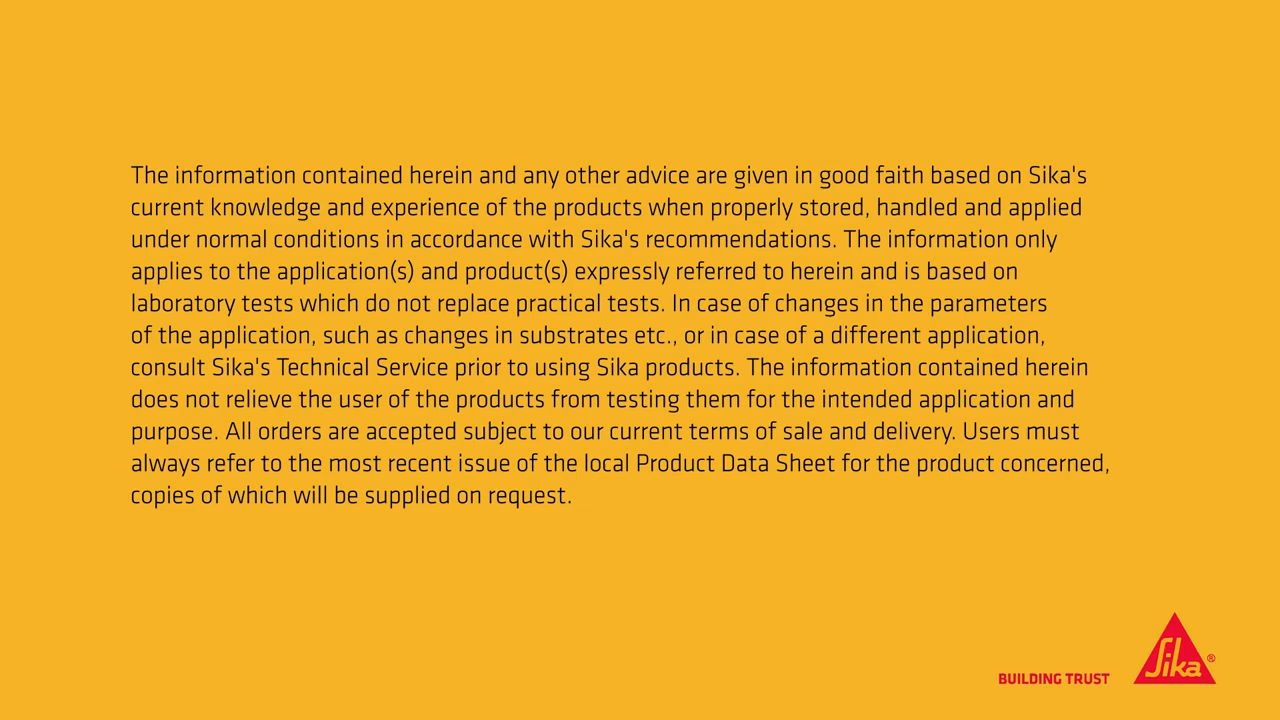 The information contained herein and any other advice are given in good faith based on Sika's
current knowledge and experience of the products when properly stored, handled and applied
under normal conditions in accordance with Sika's recommendations. The information only
applies to the application(s) and product(s) expressly referred to herein and is based on
laboratory tests which do not replace practical tests. In case of changes in the parameters
of the application, such as changes in substrates etc., or in case of a different application,
consult Sika's Technical Service prior to using Sika products. The information contained herein
does not relieve the user of the products from testing them for the intended application and
purpose. All orders are accepted subject to our current terms of sale and delivery. Users must
always refer to the most recent issue of the local Product Data Sheet for the product concerned,
copies of which will be supplied on request.
BUILDING TRUST
Sika®